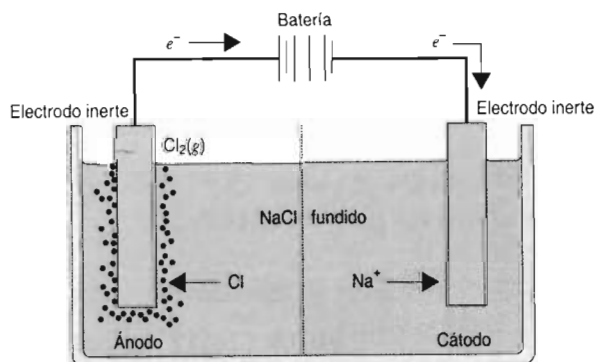 Batería
e⁻
e⁻
Electrodo inerte
Electrodo inerte
Cl₂(g)
NaCl fundido
Cl
Na⁺
Ánodo
Cátodo